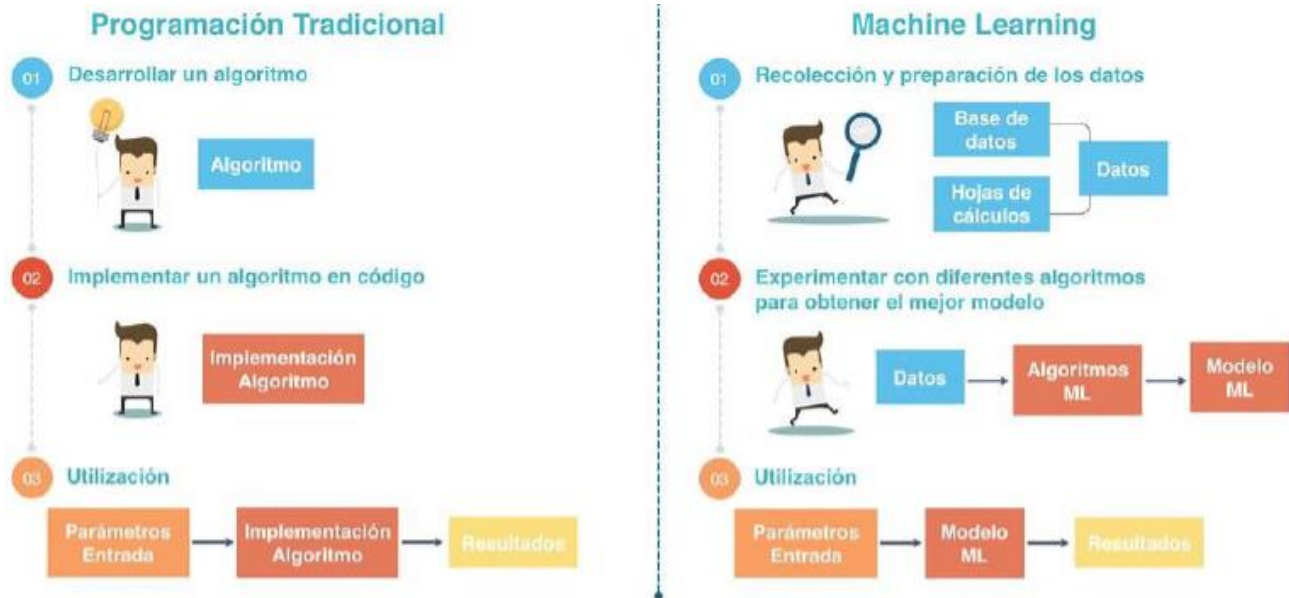 Programación Tradicional
01
Desarrollar un algoritmo
Algoritmo
02
Implementar un algoritmo en código
Implementación
Algoritmo
03
Utilización
Parámetros
Entrada
Implementación
Algoritmo
Resultados
Machine Learning
01
Recolección y preparación de los datos
Base de
datos
Hojas de
cálculos
Datos
02
Experimentar con diferentes algoritmos
para obtener el mejor modelo
Datos
Algoritmos
ML
Modelo
ML
03
Utilización
Parámetros
Entrada
Modelo
ML
Resultados